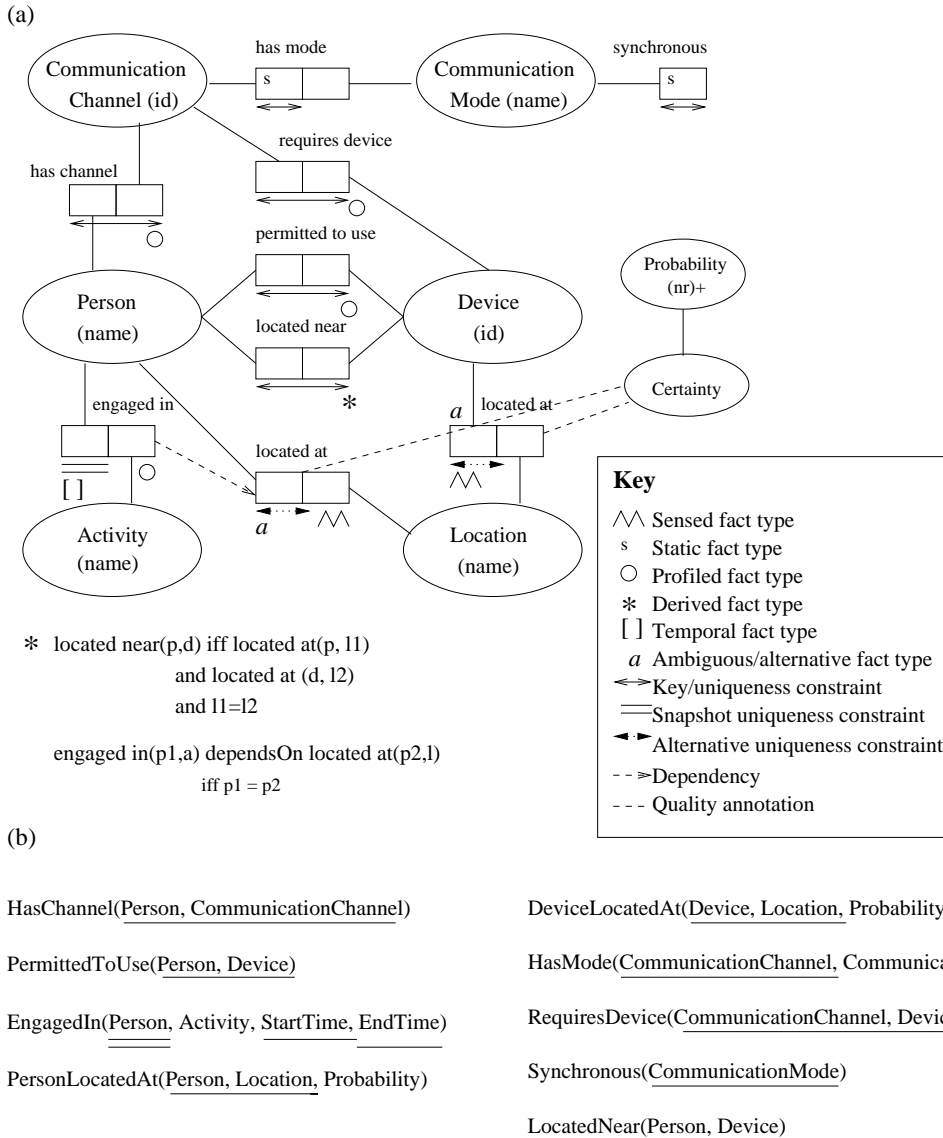 (a)
has mode
synchronous
Communication
Channel (id)
s
Communication
Mode (name)
s
requires device
has channel
permitted to use
Person
(name)
Device
(id)
Probability
(nr)+
located near
*
Certainty
engaged in
a
located at
located at
[ ]
a
Activity
(name)
Location
(name)
Key
Sensed fact type
s Static fact type
Profiled fact type
* Derived fact type
[ ] Temporal fact type
a Ambiguous/alternative fact type
Key/uniqueness constraint
Snapshot uniqueness constraint
Alternative uniqueness constraint
Dependency
Quality annotation
* located near(p,d) iff located at(p, l1)
and located at (d, l2)
and l1=l2
engaged in(p1,a) dependsOn located at(p2,l)
iff p1 = p2
(b)
HasChannel(Person, CommunicationChannel)
PermittedToUse(Person, Device)
EngagedIn(Person, Activity, StartTime, EndTime)
PersonLocatedAt(Person, Location, Probability)
DeviceLocatedAt(Device, Location, Probability
HasMode(CommunicationChannel, Communica
RequiresDevice(CommunicationChannel, Devic
Synchronous(CommunicationMode)
LocatedNear(Person, Device)